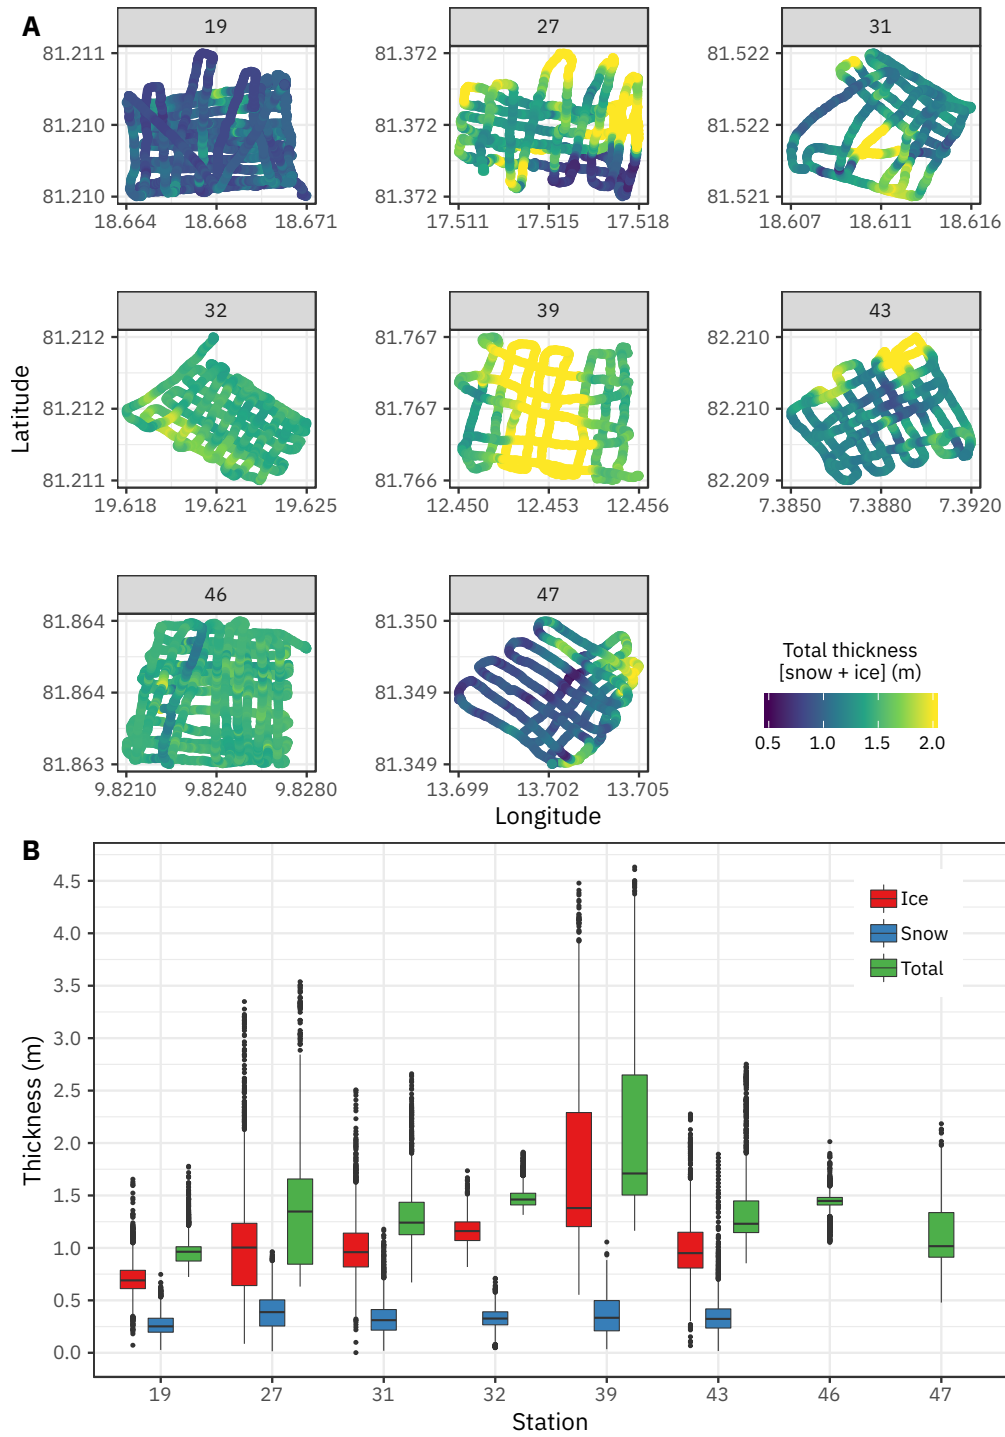 A
19
27
31
81.211
81.210
81.210
18.664 18.668 18.671
81.372
81.372
81.372
17.511 17.515 17.518
81.522
81.522
81.521
18.607 18.611 18.616
32
39
43
81.212
81.212
81.211
19.618 19.621 19.625
81.767
81.767
81.766
12.450 12.453 12.456
82.210
82.210
82.209
7.3850 7.3880 7.3920
Latitude
46
47
81.864
81.864
81.863
9.8210 9.8240 9.8280
81.350
81.349
81.349
13.699 13.702 13.705
Longitude
Total thickness
[snow + ice] (m)
0.5 1.0 1.5 2.0
B
Thickness (m)
4.5
4.0
3.5
3.0
2.5
2.0
1.5
1.0
0.5
0.0
Ice
Snow
Total
19 27 31 32 39 43 46 47
Station